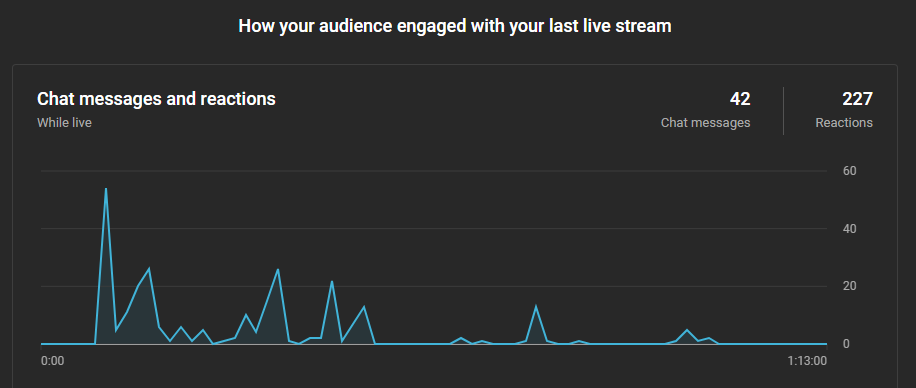 How your audience engaged with your last live stream
Chat messages and reactions
While live
42
Chat messages
227
Reactions
60
40
20
0
0:00
1:13:00